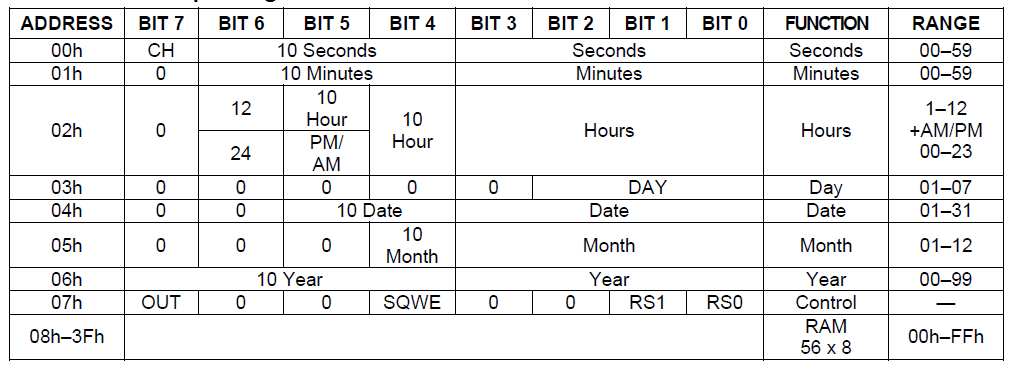 ADDRESS BIT 7 BIT 6 BIT 5 BIT 4 BIT 3 BIT 2 BIT 1 BIT 0 FUNCTION RANGE
00h CH 10 Seconds Seconds Seconds 00–59
01h 0 10 Minutes Minutes Minutes 00–59
02h 0 12 10 Hour 10 Hour Hours Hours 1–12 +AM/PM 00–23
24 PM/AM
03h 0 0 0 0 0 DAY Day 01–07
04h 0 0 10 Date Date Date 01–31
05h 0 0 0 10 Month Month Month 01–12
06h 10 Year Year Year 00–99
07h OUT 0 0 SQWE 0 0 RS1 RS0 Control —
08h–3Fh RAM 56 x 8 00h–FFh